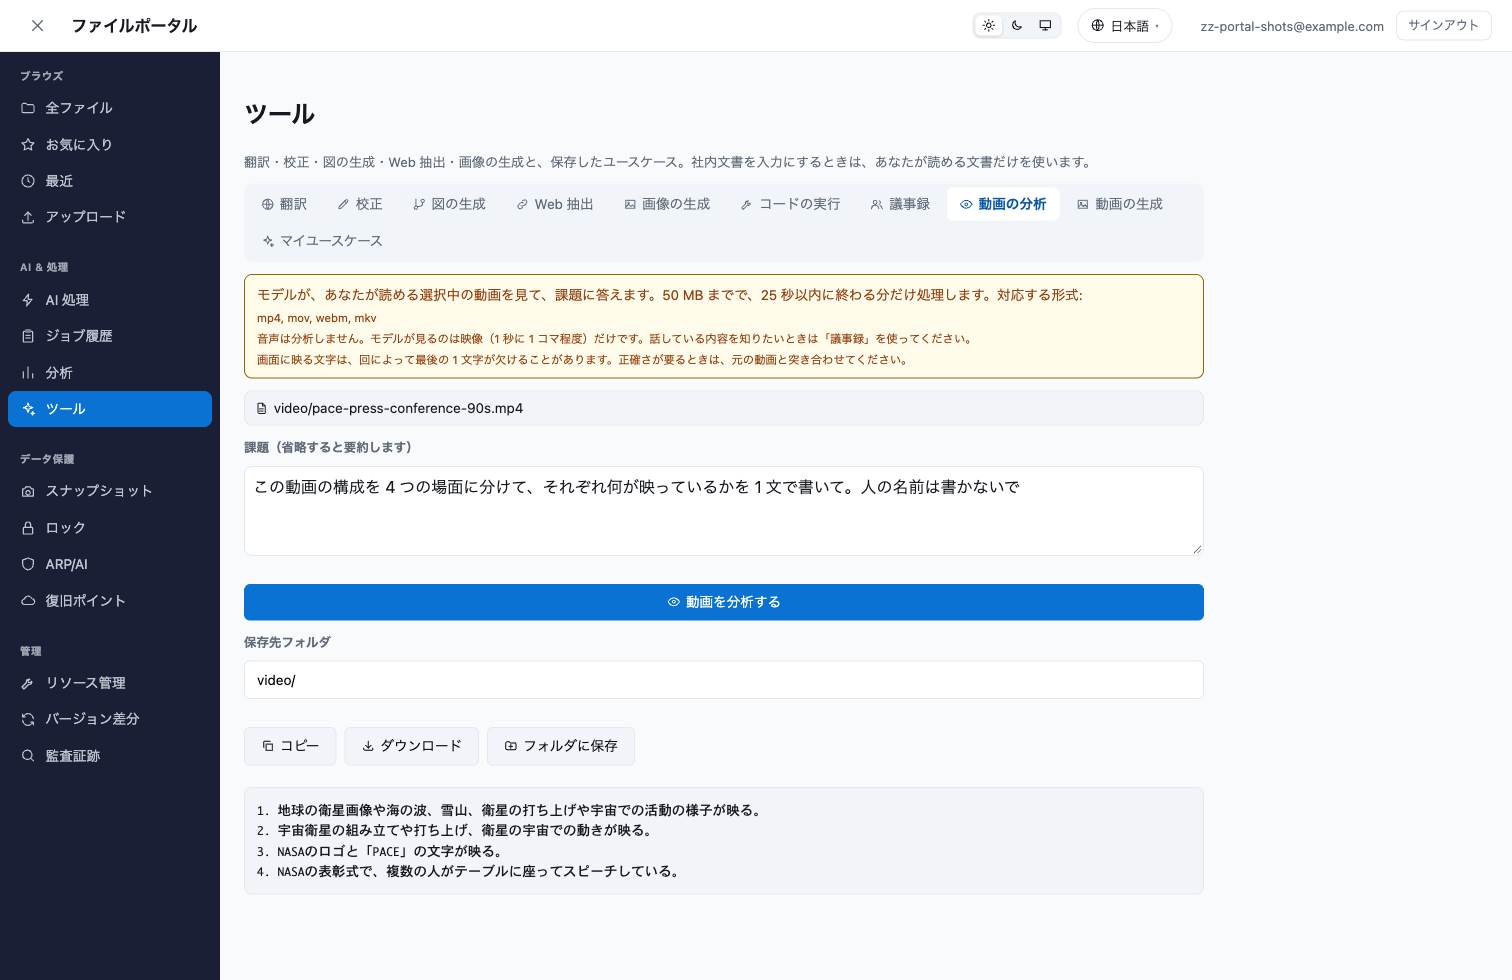 ファイルポータル
日本語
zz-portal-shots@example.com
サインアウト
ブラウズ
全ファイル
お気に入り
最近
アップロード
AI & 処理
AI 処理
ジョブ履歴
分析
ツール
データ保護
スナップショット
ロック
ARP/AI
復旧ポイント
管理
リソース管理
バージョン差分
監査証跡
ツール
翻訳・校正・図の生成・Web 抽出・画像の生成と、保存したユースケース。社内文書を入力にするときは、あなたが読める文書だけを使います。
翻訳 校正 図の生成 Web 抽出 画像の生成 コードの実行 議事録 動画の分析 動画の生成
マイユースケース
モデルが、あなたが読める選択中の動画を見て、課題に答えます。50 MB までで、25 秒以内に終わる分だけ処理します。対応する形式:
mp4, mov, webm, mkv
音声は分析しません。モデルが見るのは映像（1 秒に 1 コマ程度）だけです。話している内容を知りたいときは「議事録」を使ってください。
画面に映る文字は、回によって最後の 1 文字が欠けることがあります。正確さが要るときは、元の動画と突き合わせてください。
video/pace-press-conference-90s.mp4
課題（省略すると要約します）
この動画の構成を 4 つの場面に分けて、それぞれ何が映っているかを 1 文で書いて。人の名前は書かないで
動画を分析する
保存先フォルダ
video/
コピー ダウンロード フォルダに保存
1. 地球の衛星画像や海の波、雪山、衛星の打ち上げや宇宙での活動の様子が映る。
2. 宇宙衛星の組み立てや打ち上げ、衛星の宇宙での動きが映る。
3. NASAのロゴと「PACE」の文字が映る。
4. NASAの表彰式で、複数の人がテーブルに座ってスピーチしている。